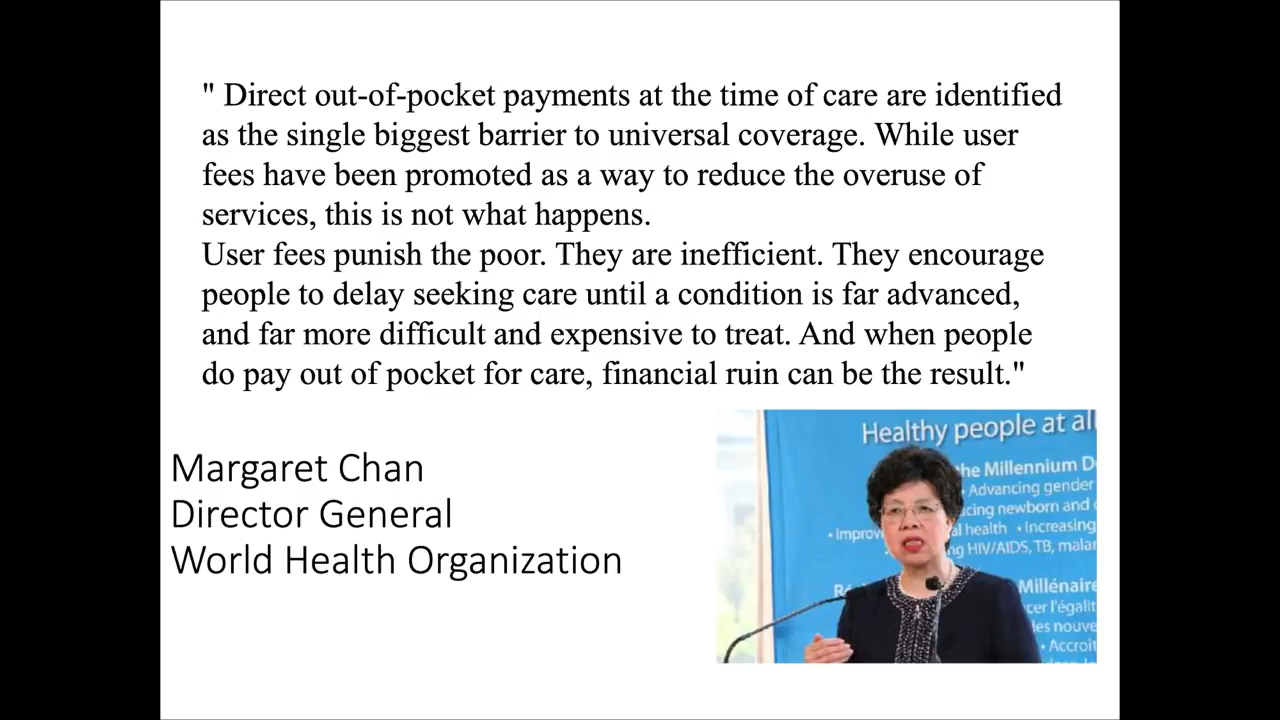 " Direct out-of-pocket payments at the time of care are identified
as the single biggest barrier to universal coverage. While user
fees have been promoted as a way to reduce the overuse of
services, this is not what happens.
User fees punish the poor. They are inefficient. They encourage
people to delay seeking care until a condition is far advanced,
and far more difficult and expensive to treat. And when people
do pay out of pocket for care, financial ruin can be the result."
Margaret Chan
Director General
World Health Organization
Healthy people at all
the Millennium D
• Advancing gender
newborn and
• Improv al health • Increasing
HIV/AIDS, TB, malar
Millénaire
l'égalit
des nouve
• Accroît